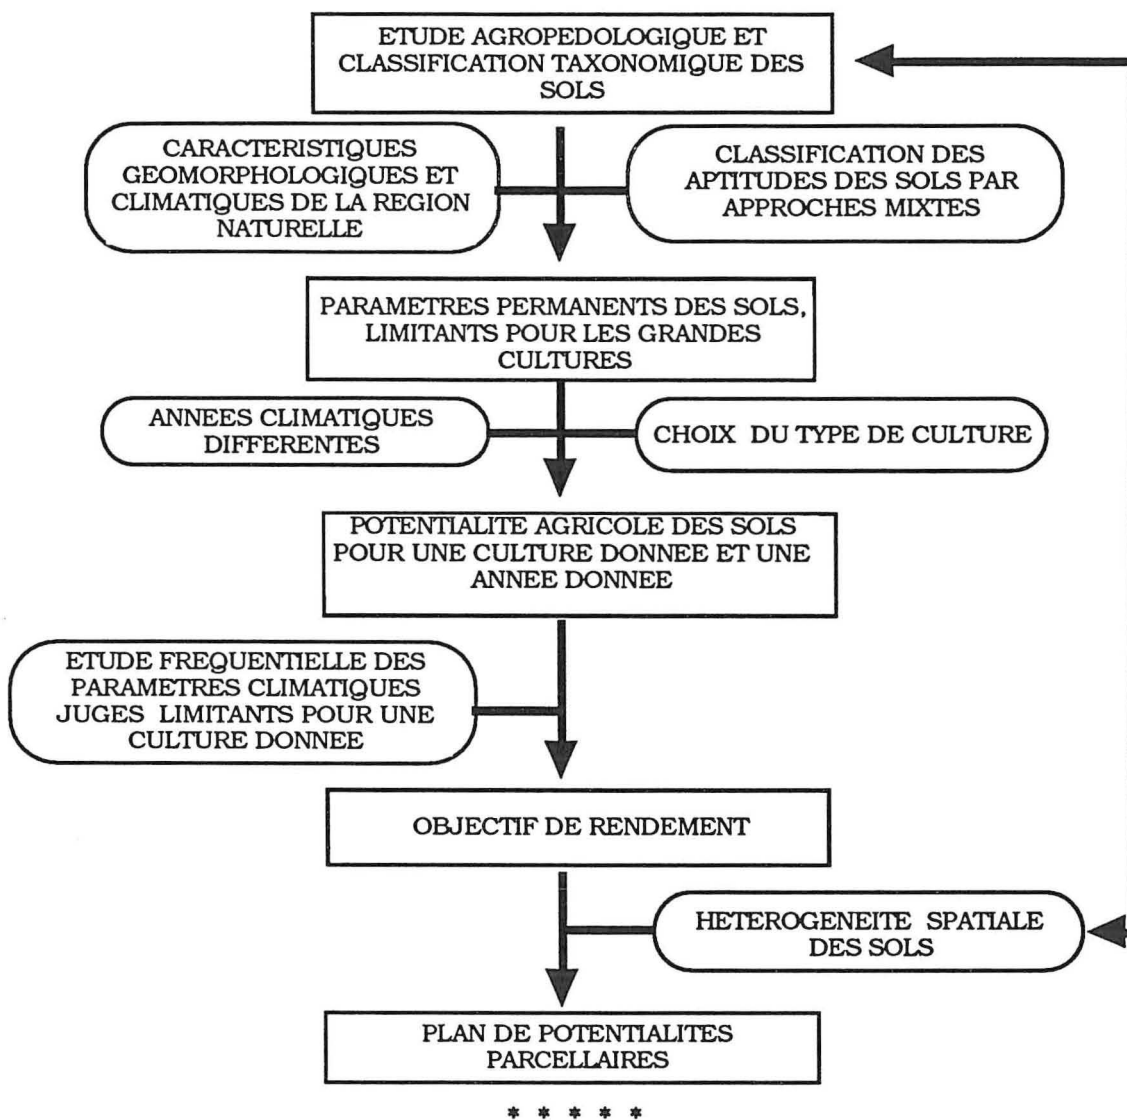 ETUDE AGROPEDOLOGIQUE ET
CLASSIFICATION TAXONOMIQUE DES
SOLS
CARACTERISTIQUES
GEOMORPHOLOGIQUES ET
CLIMATIQUES DE LA REGION
NATURELLE
CLASSIFICATION DES
APTITUDES DES SOLS PAR
APPROCHES MIXTES
PARAMETRES PERMANENTS DES SOLS,
LIMITANTS POUR LES GRANDES
CULTURES
ANNEES CLIMATIQUES
DIFFERENTES
CHOIX DU TYPE DE CULTURE
POTENTIALITE AGRICOLE DES SOLS
POUR UNE CULTURE DONNEE ET UNE
ANNEE DONNEE
ETUDE FREQUENTIELLE DES
PARAMETRES CLIMATIQUES
JUGES LIMITANTS POUR UNE
CULTURE DONNEE
OBJECTIF DE RENDEMENT
HETEROGENEITE SPATIALE
DES SOLS
PLAN DE POTENTIALITES
PARCELLAIRES
* * * * *